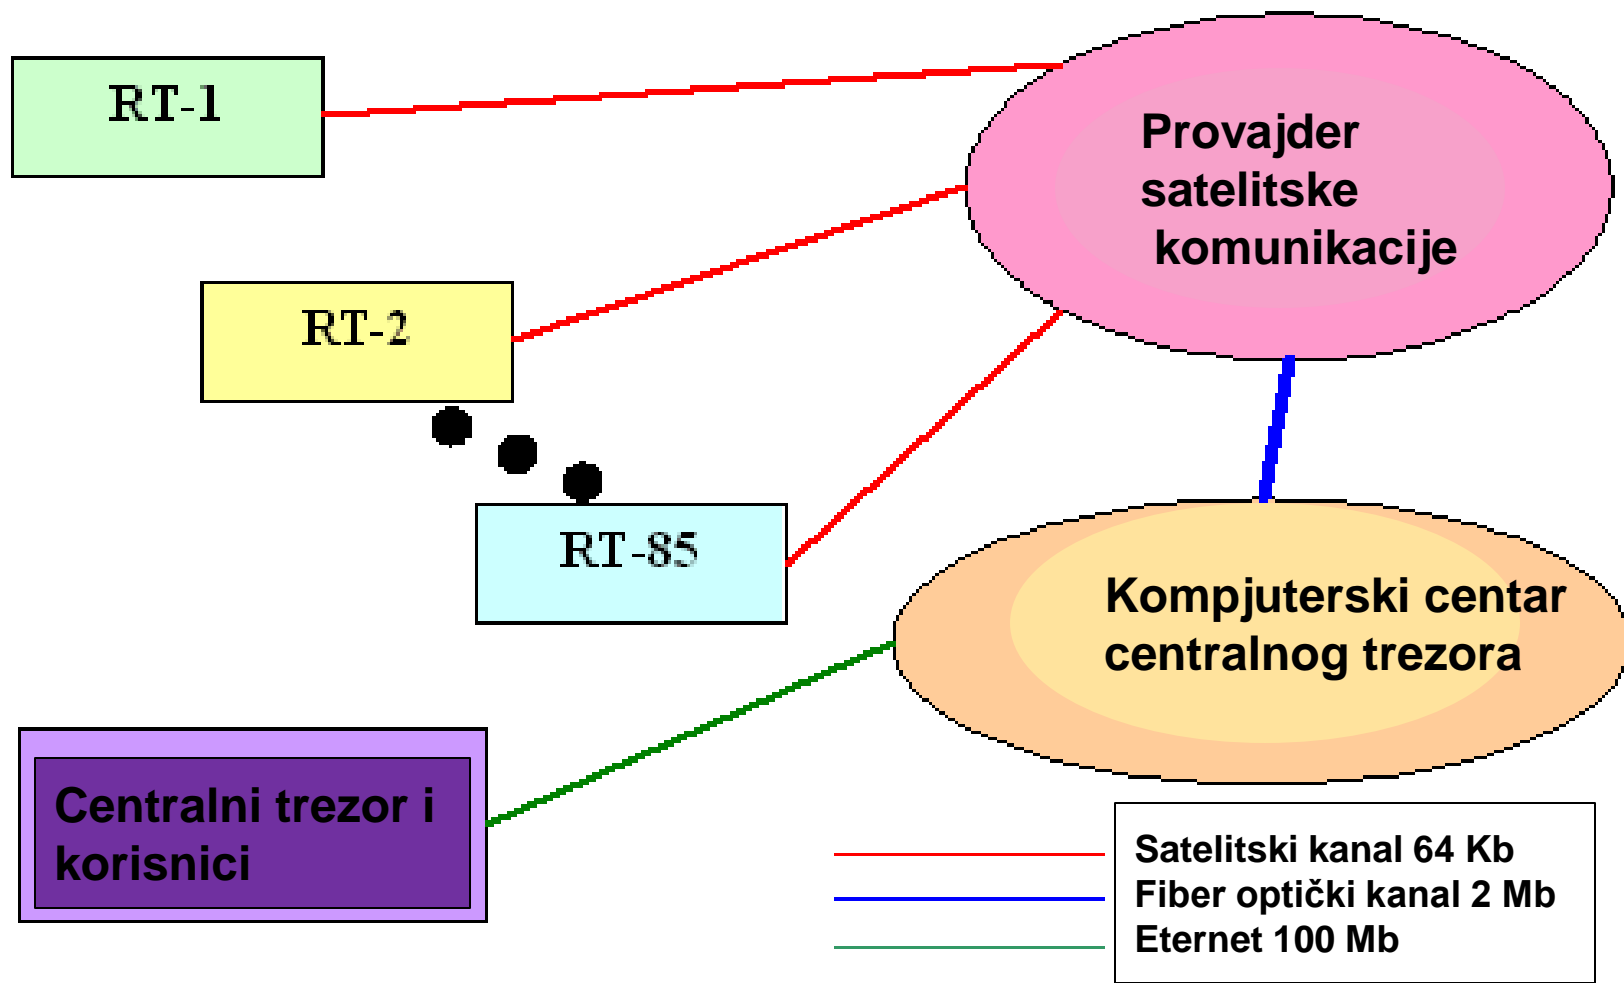 RT-1
Provajder
satelitske
komunikacije
RT-2
RT-85
Kompjuterski centar
centralnog trezora
Centralni trezor i
korisnici
Satelitski kanal 64 Kb
Fiber optički kanal 2 Mb
Eternet 100 Mb